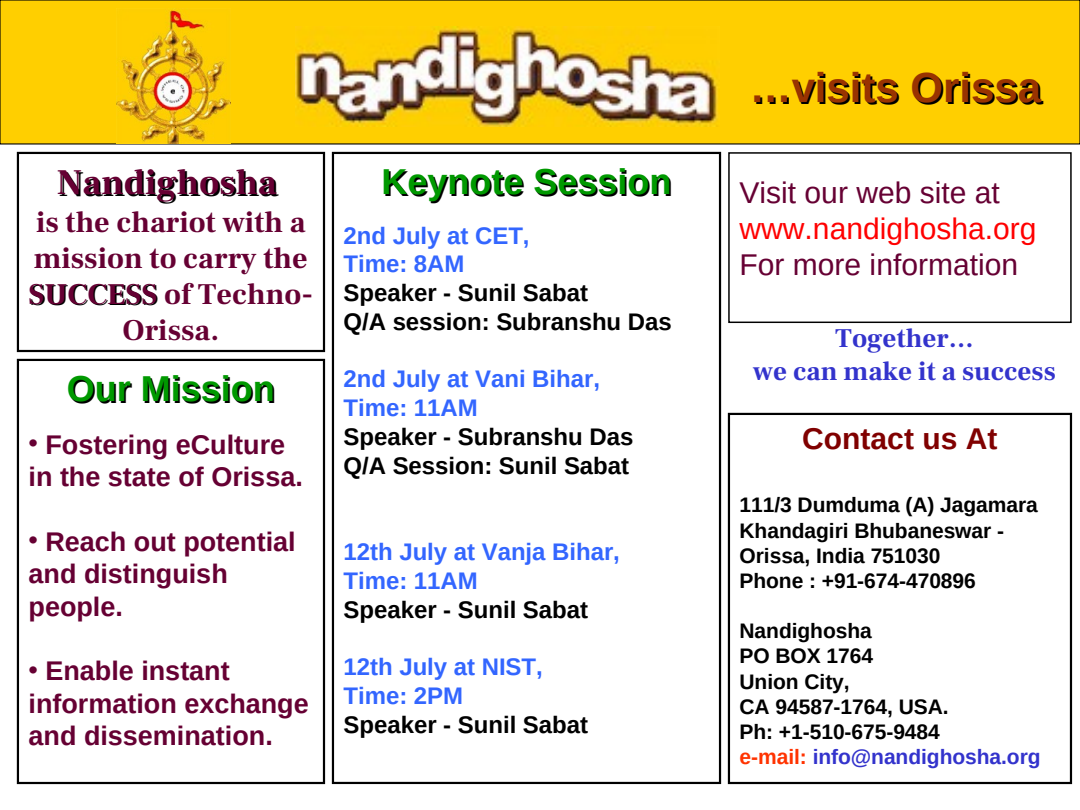 nandighosha
...visits Orissa
Nandighosha
is the chariot with a
mission to carry the
SUCCESS of Techno-
Orissa.
Our Mission
• Fostering eCulture
in the state of Orissa.
• Reach out potential
and distinguish
people.
• Enable instant
information exchange
and dissemination.
Keynote Session
2nd July at CET,
Time: 8AM
Speaker - Sunil Sabat
Q/A session: Subranshu Das
2nd July at Vani Bihar,
Time: 11AM
Speaker - Subranshu Das
Q/A Session: Sunil Sabat
12th July at Vanja Bihar,
Time: 11AM
Speaker - Sunil Sabat
12th July at NIST,
Time: 2PM
Speaker - Sunil Sabat
Visit our web site at
www.nandighosha.org
For more information
Together...
we can make it a success
Contact us At
111/3 Dumduma (A) Jagamara
Khandagiri Bhubaneswar -
Orissa, India 751030
Phone : +91-674-470896
Nandighosha
PO BOX 1764
Union City,
CA 94587-1764, USA.
Ph: +1-510-675-9484
e-mail: info@nandighosha.org